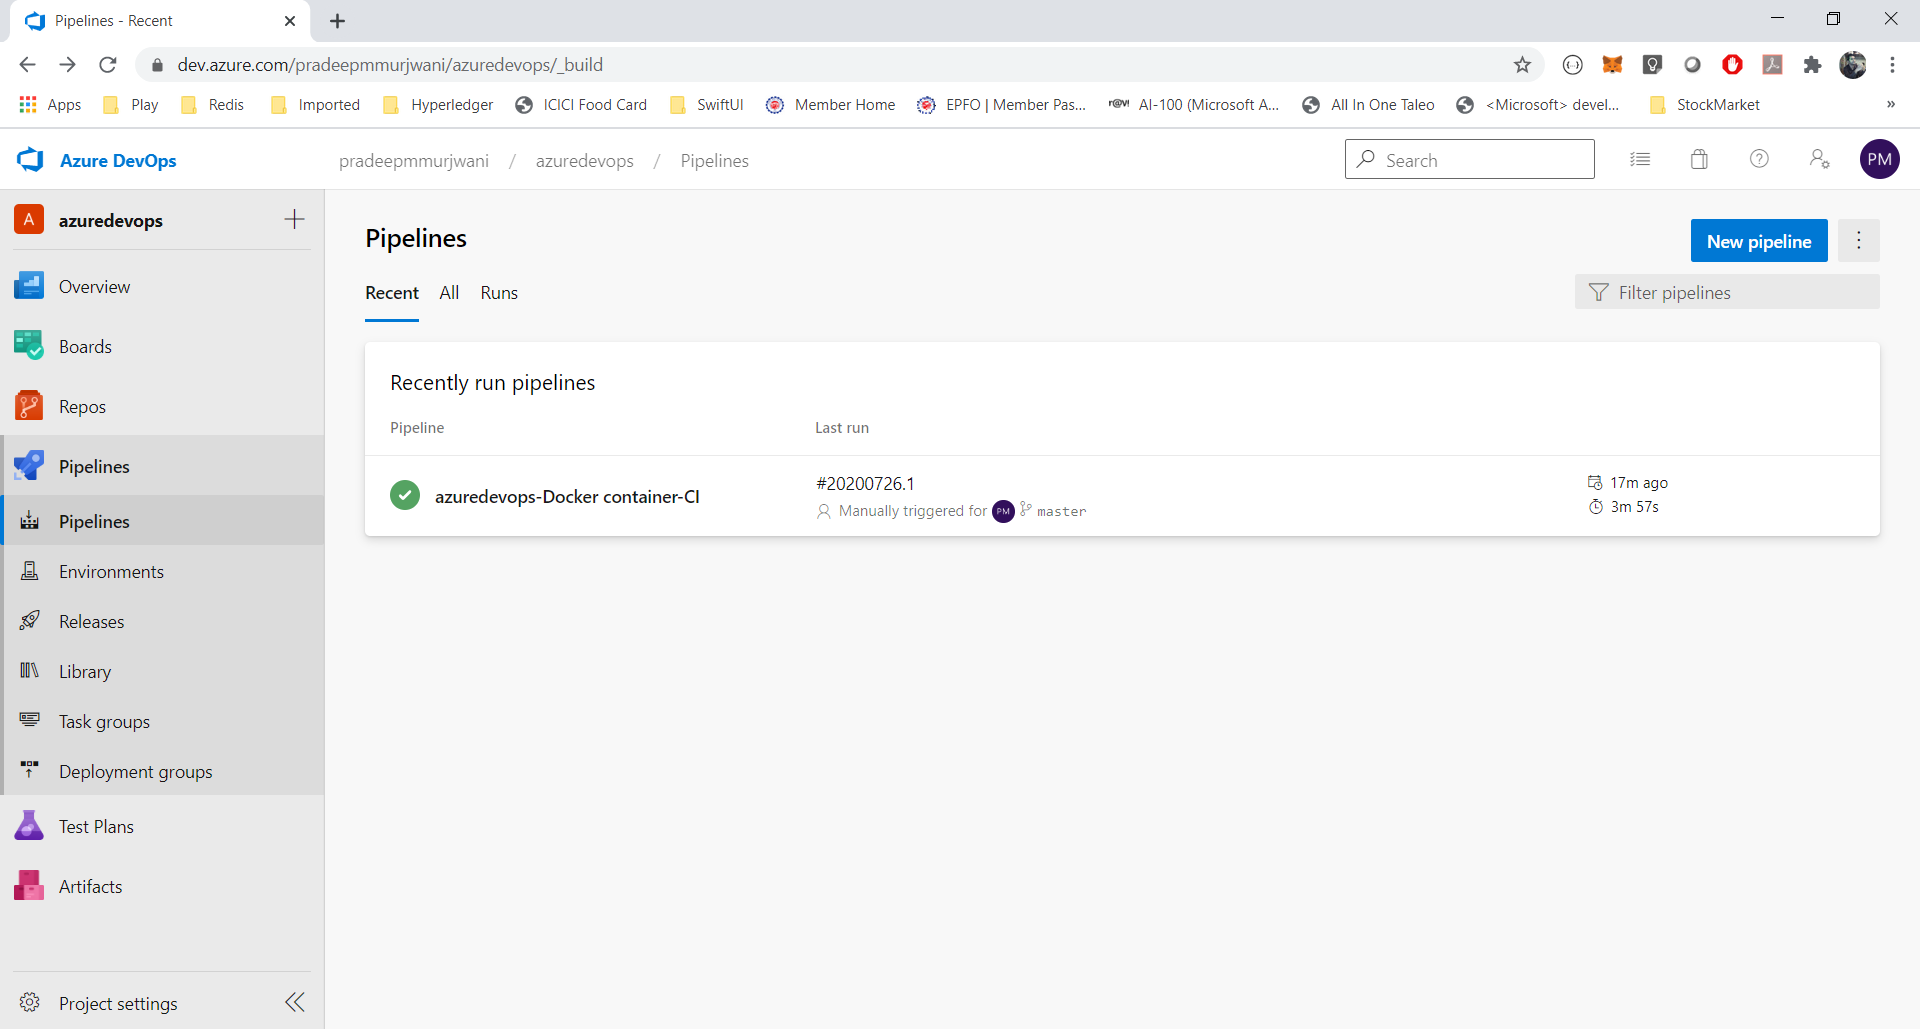 Pipelines - Recent
dev.azure.com/pradeepmmurjwani/azuredevops/_build
Apps Play Redis Imported Hyperledger ICICI Food Card SwiftUI Member Home EPFO | Member Pas... r@v! AI-100 (Microsoft A... All In One Taleo <Microsoft> devel... StockMarket »
Azure DevOps pradeepmmurjwani / azuredevops / Pipelines Search PM
A azuredevops
Overview
Boards
Repos
Pipelines
Pipelines
Environments
Releases
Library
Task groups
Deployment groups
Test Plans
Artifacts
Project settings
Pipelines New pipeline
Recent All Runs Filter pipelines
Recently run pipelines
Pipeline Last run
azuredevops-Docker container-CI
#20200726.1 17m ago
Manually triggered for PM master 3m 57s